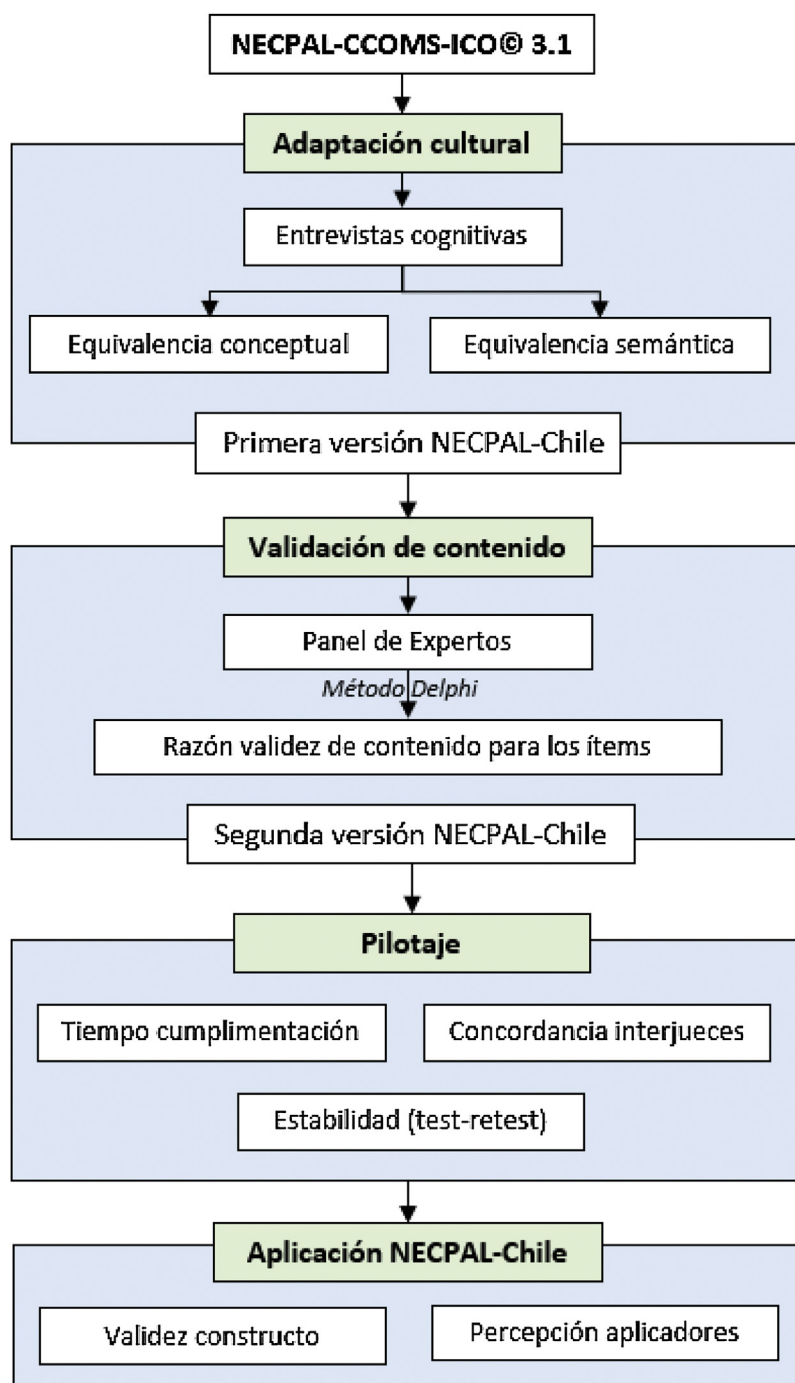 NECPAL-CCOMS-ICO© 3.1
Adaptación cultural
Entrevistas cognitivas
Equivalencia conceptual
Equivalencia semántica
Primera versión NECPAL-Chile
Validación de contenido
Panel de Expertos
Método Delphi
Razón validez de contenido para los ítems
Segunda versión NECPAL-Chile
Pilotaje
Tiempo cumplimentación
Concordancia interjueces
Estabilidad (test-retest)
Aplicación NECPAL-Chile
Validez constructo
Percepción aplicadores